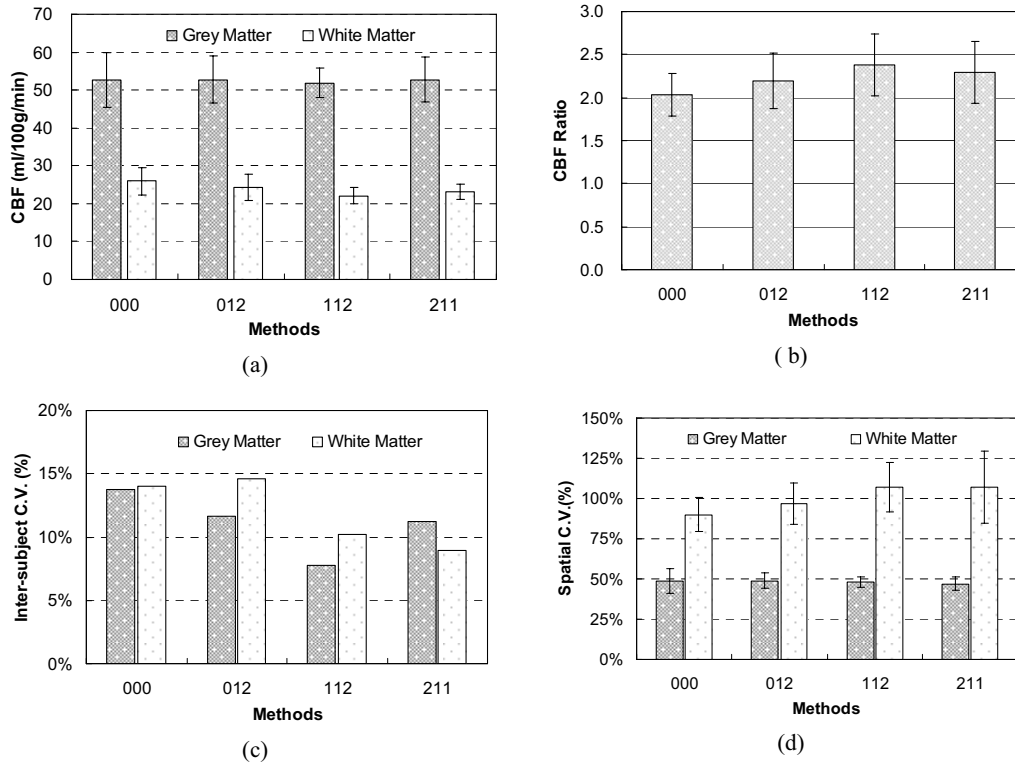 70
60
50
40
30
20
10
0
CBF (ml/100g/min)
Grey Matter White Matter
000 012 112 211
Methods
(a)
3.0
2.5
2.0
1.5
1.0
0.5
0.0
CBF Ratio
000 012 112 211
Methods
( b)
20%
15%
10%
5%
0%
Inter-subject C.V. (%)
Grey Matter White Matter
000 012 112 211
Methods
(c)
150%
125%
100%
75%
50%
25%
0%
Spatial C.V.(%)
Grey Matter White Matter
000 012 112 211
Methods
(d)